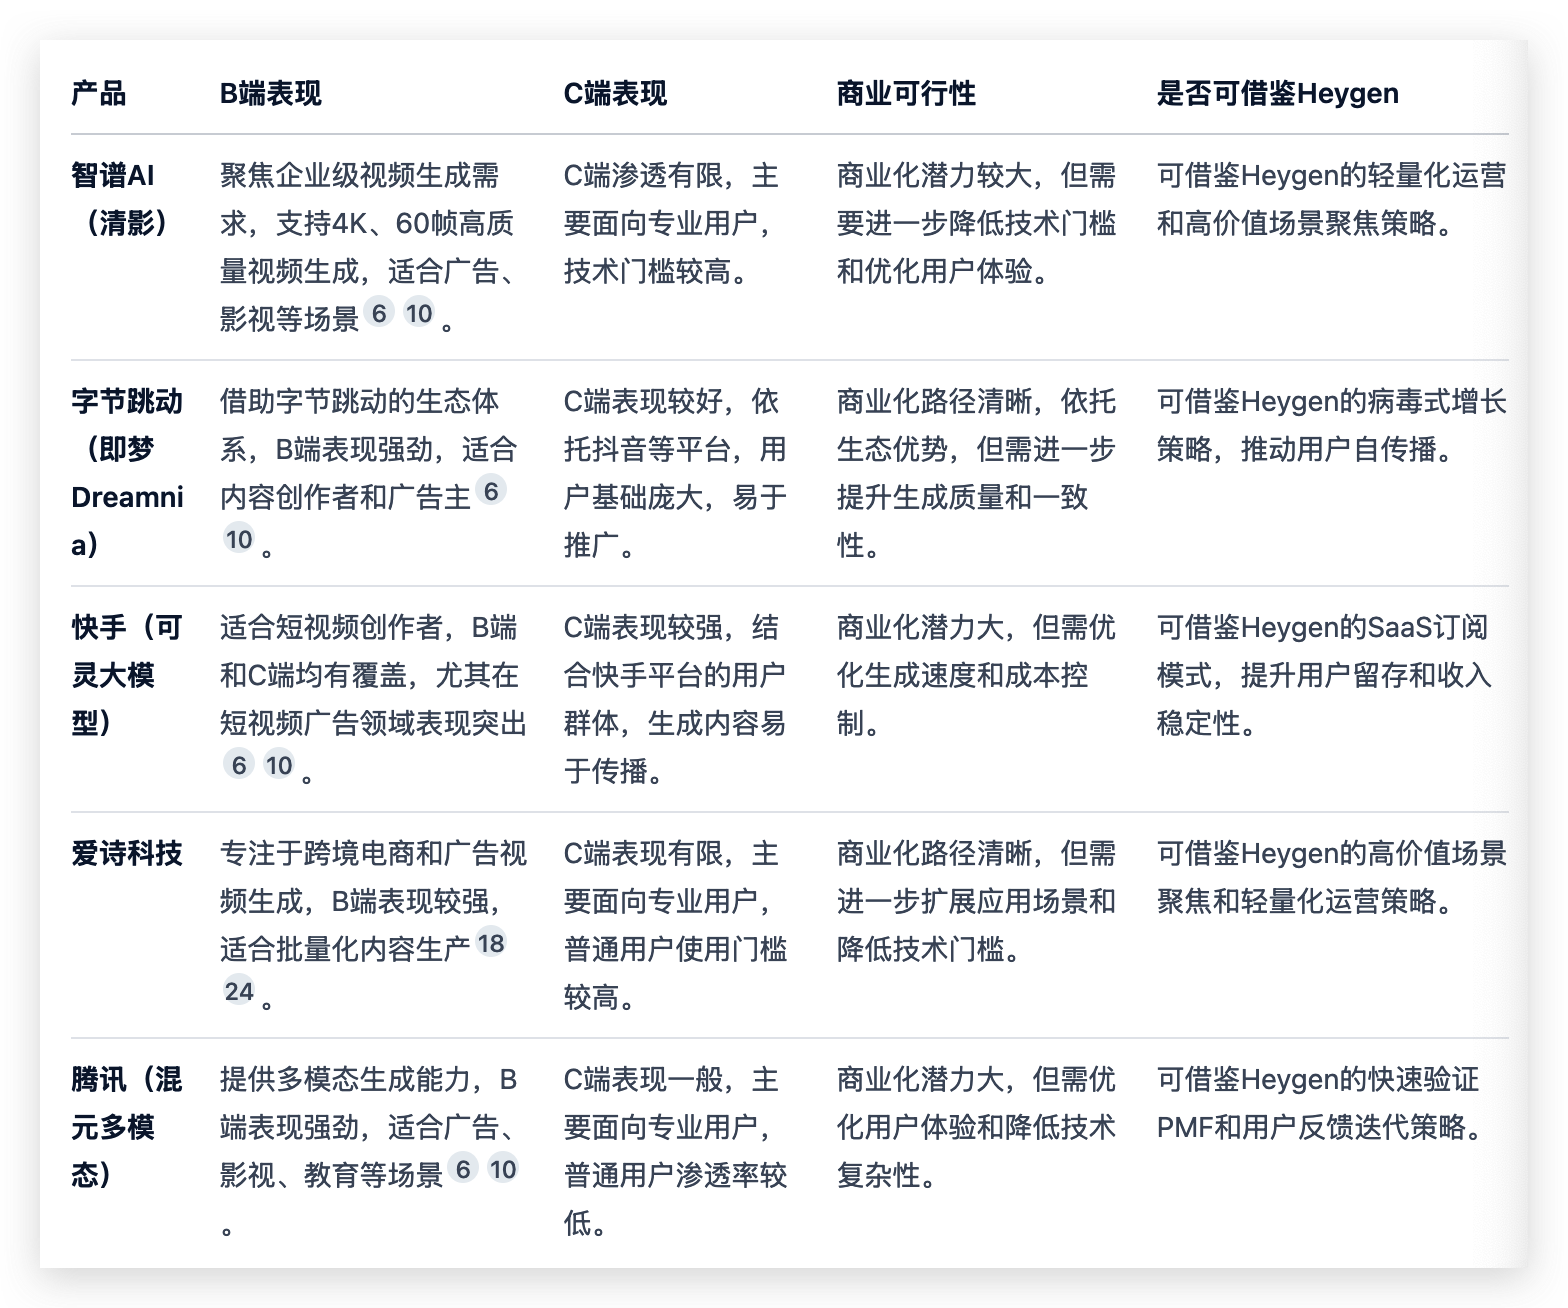 产品
B端表现
C端表现
商业可行性
是否可借鉴Heygen
智谱AI
（清影）
聚焦企业级视频生成需
求，支持4K、60帧高质
量视频生成，适合广告、
影视等场景 6 10 。
C端渗透有限，主
要面向专业用户，
技术门槛较高。
商业化潜力较大，但需
要进一步降低技术门槛
和优化用户体验。
可借鉴Heygen的轻量化运营
和高价值场景聚焦策略。
字节跳动
（即梦
Dreamni
a）
借助字节跳动的生态体
系，B端表现强劲，适合
内容创作者和广告主 6
10 。
C端表现较好，依
托抖音等平台，用
户基础庞大，易于
推广。
商业化路径清晰，依托
生态优势，但需进一步
提升生成质量和一致
性。
可借鉴Heygen的病毒式增长
策略，推动用户自传播。
快手（可
灵大模
型）
适合短视频创作者，B端
和C端均有覆盖，尤其在
短视频广告领域表现突出
6 10 。
C端表现较强，结
合快手平台的用户
群体，生成内容易
于传播。
商业化潜力大，但需优
化生成速度和成本控
制。
可借鉴Heygen的SaaS订阅
模式，提升用户留存和收入
稳定性。
爱诗科技
专注于跨境电商和广告视
频生成，B端表现较强，
适合批量化内容生产 18
24 。
C端表现有限，主
要面向专业用户，
普通用户使用门槛
较高。
商业化路径清晰，但需
进一步扩展应用场景和
降低技术门槛。
可借鉴Heygen的高价值场景
聚焦和轻量化运营策略。
腾讯（混
元多模
态）
提供多模态生成能力，B
端表现强劲，适合广告、
影视、教育等场景 6 10
。
C端表现一般，主
要面向专业用户，
普通用户渗透率较
低。
商业化潜力大，但需优
化用户体验和降低技术
复杂性。
可借鉴Heygen的快速验证
PMF和用户反馈迭代策略。